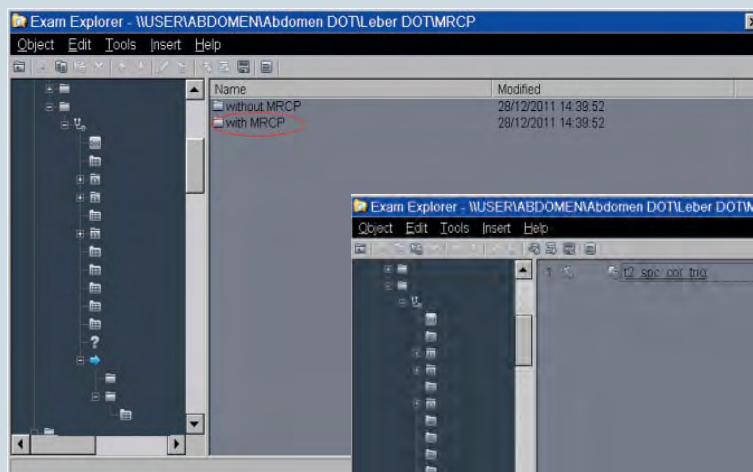 Exam Explorer - \\USER\ABDOMEN\Abdomen DOT\Leber DOT\MRCP
Object Edit Tools Insert Help
Name Modified
without MRCP 28/12/2011 14:39:52
with MRCP 28/12/2011 14:39:52
Exam Explorer - \\USER\ABDOMEN\Abdomen DOT\Leber DOT\M
Object Edit Tools Insert Help
1 t2_spc_cor_trig
?